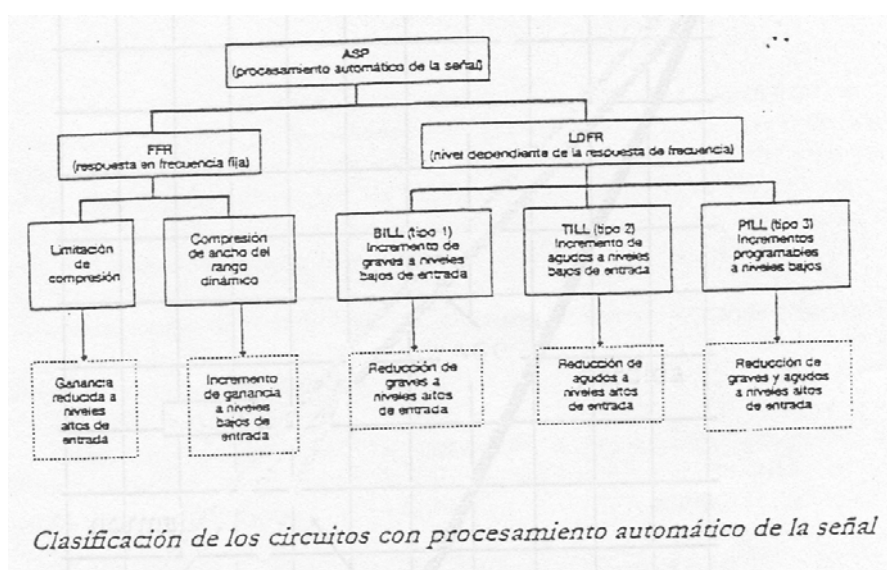 ASP
(procesamiento automático de la señal)
FFR
(respuesta en frecuencia fija)
LDFR
(nivel dependiente de la respuesta de frecuencia)
Limitación
de
compresión
Compresión
de ancho del
rango
dinámico
BILL (tipo 1)
Incremento de
graves a niveles
bajos de entrada
TILL (tipo 2)
Incremento de
agudos a niveles
bajos de entrada
PILL (tipo 3)
Incrementos
programables
a niveles bajos
Ganancia
reducida a
niveles
altos de
entrada
Incremento
de ganancia
a niveles
bajos de
entrada
Reducción de
graves a
niveles altos
de entrada
Reducción de
agudos a
niveles altos
de entrada
Reducción de
graves y agudos
a niveles altos
de entrada
Clasificación de los circuitos con procesamiento automático de la señal